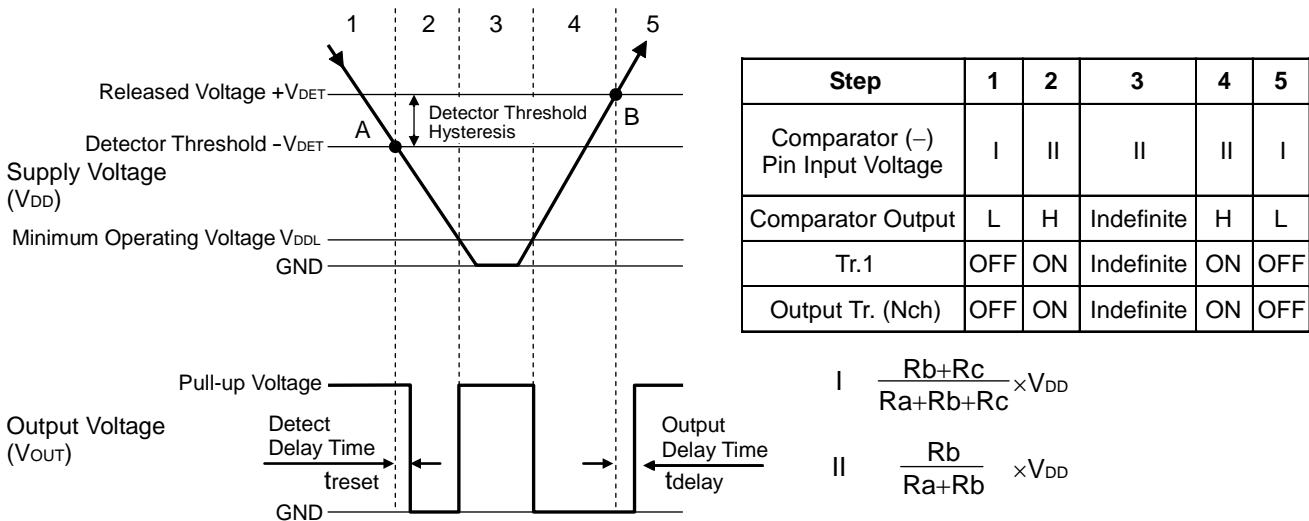 1 2 3 4 5
Released Voltage +VDET
Detector Threshold
Hysteresis
A
B
Detector Threshold −VDET
Supply Voltage
(VDD)
Minimum Operating Voltage VDDL
GND
Pull-up Voltage
Output Voltage
(VOUT)
Detect
Delay Time
treset
Output
Delay Time
tdelay
GND
Step 1 2 3 4 5
Comparator (−)
Pin Input Voltage
I II II II I
Comparator Output L H Indefinite H L
Tr.1 OFF ON Indefinite ON OFF
Output Tr. (Nch) OFF ON Indefinite ON OFF
I Rb+Rc
Ra+Rb+Rc ×VDD
II Rb
Ra+Rb ×VDD